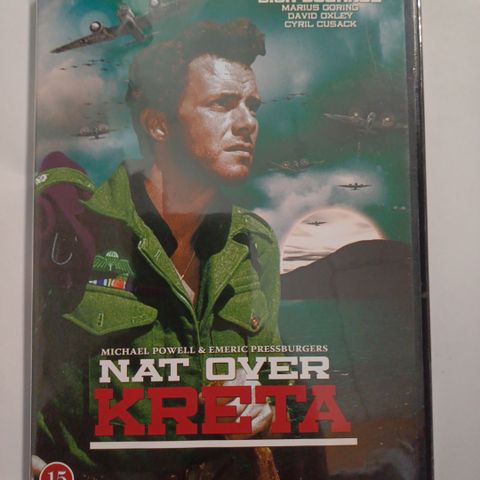 MARIUS GORING
DAVID OXLEY
CYRIL CUSACK
MICHAEL POWELL & EMERIC PRESSBURGERS
NAT OVER
KRETA
15